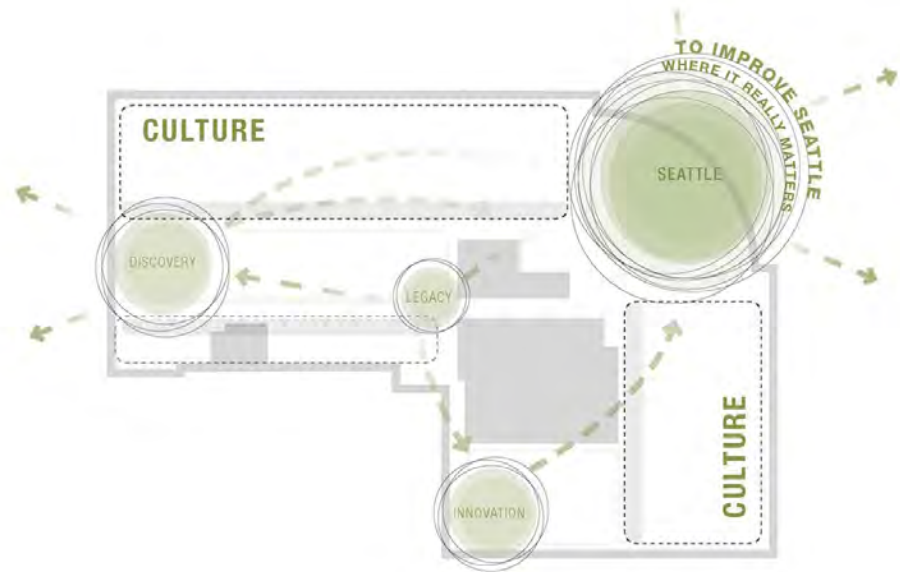 TO IMPROVE SEATTLE
WHERE IT REALLY MATTERS
CULTURE
SEATTLE
DISCOVERY
LEGACY
CULTURE
INNOVATION